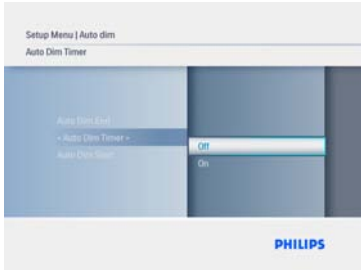 Setup Menu | Auto dim
Auto Dim Timer
Auto Dim End
< Auto Dim Timer >
Auto Dim Start
Off
On
PHILIPS